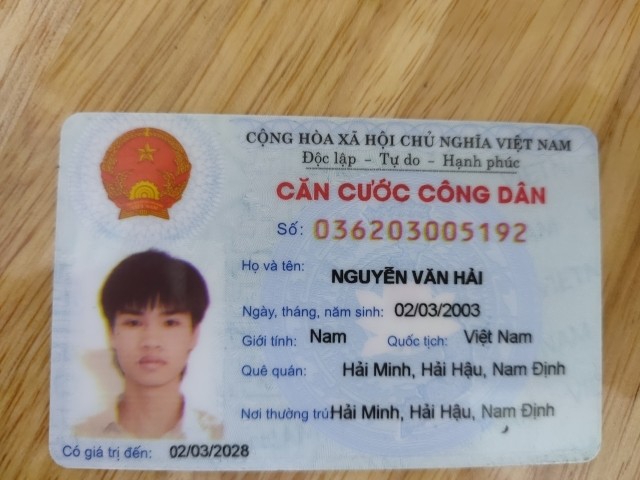 CỘNG HÒA XÃ HỘI CHỦ NGHĨA VIỆT NAM
Độc lập - Tự do - Hạnh phúc
CĂN CƯỚC CÔNG DÂN
Số: 036203005192
Họ và tên: NGUYỄN VĂN HẢI
Ngày, tháng, năm sinh: 02/03/2003
Giới tính: Nam Quốc tịch: Việt Nam
Quê quán: Hải Minh, Hải Hậu, Nam Định
Nơi thường trú: Hải Minh, Hải Hậu, Nam Định
Có giá trị đến: 02/03/2028